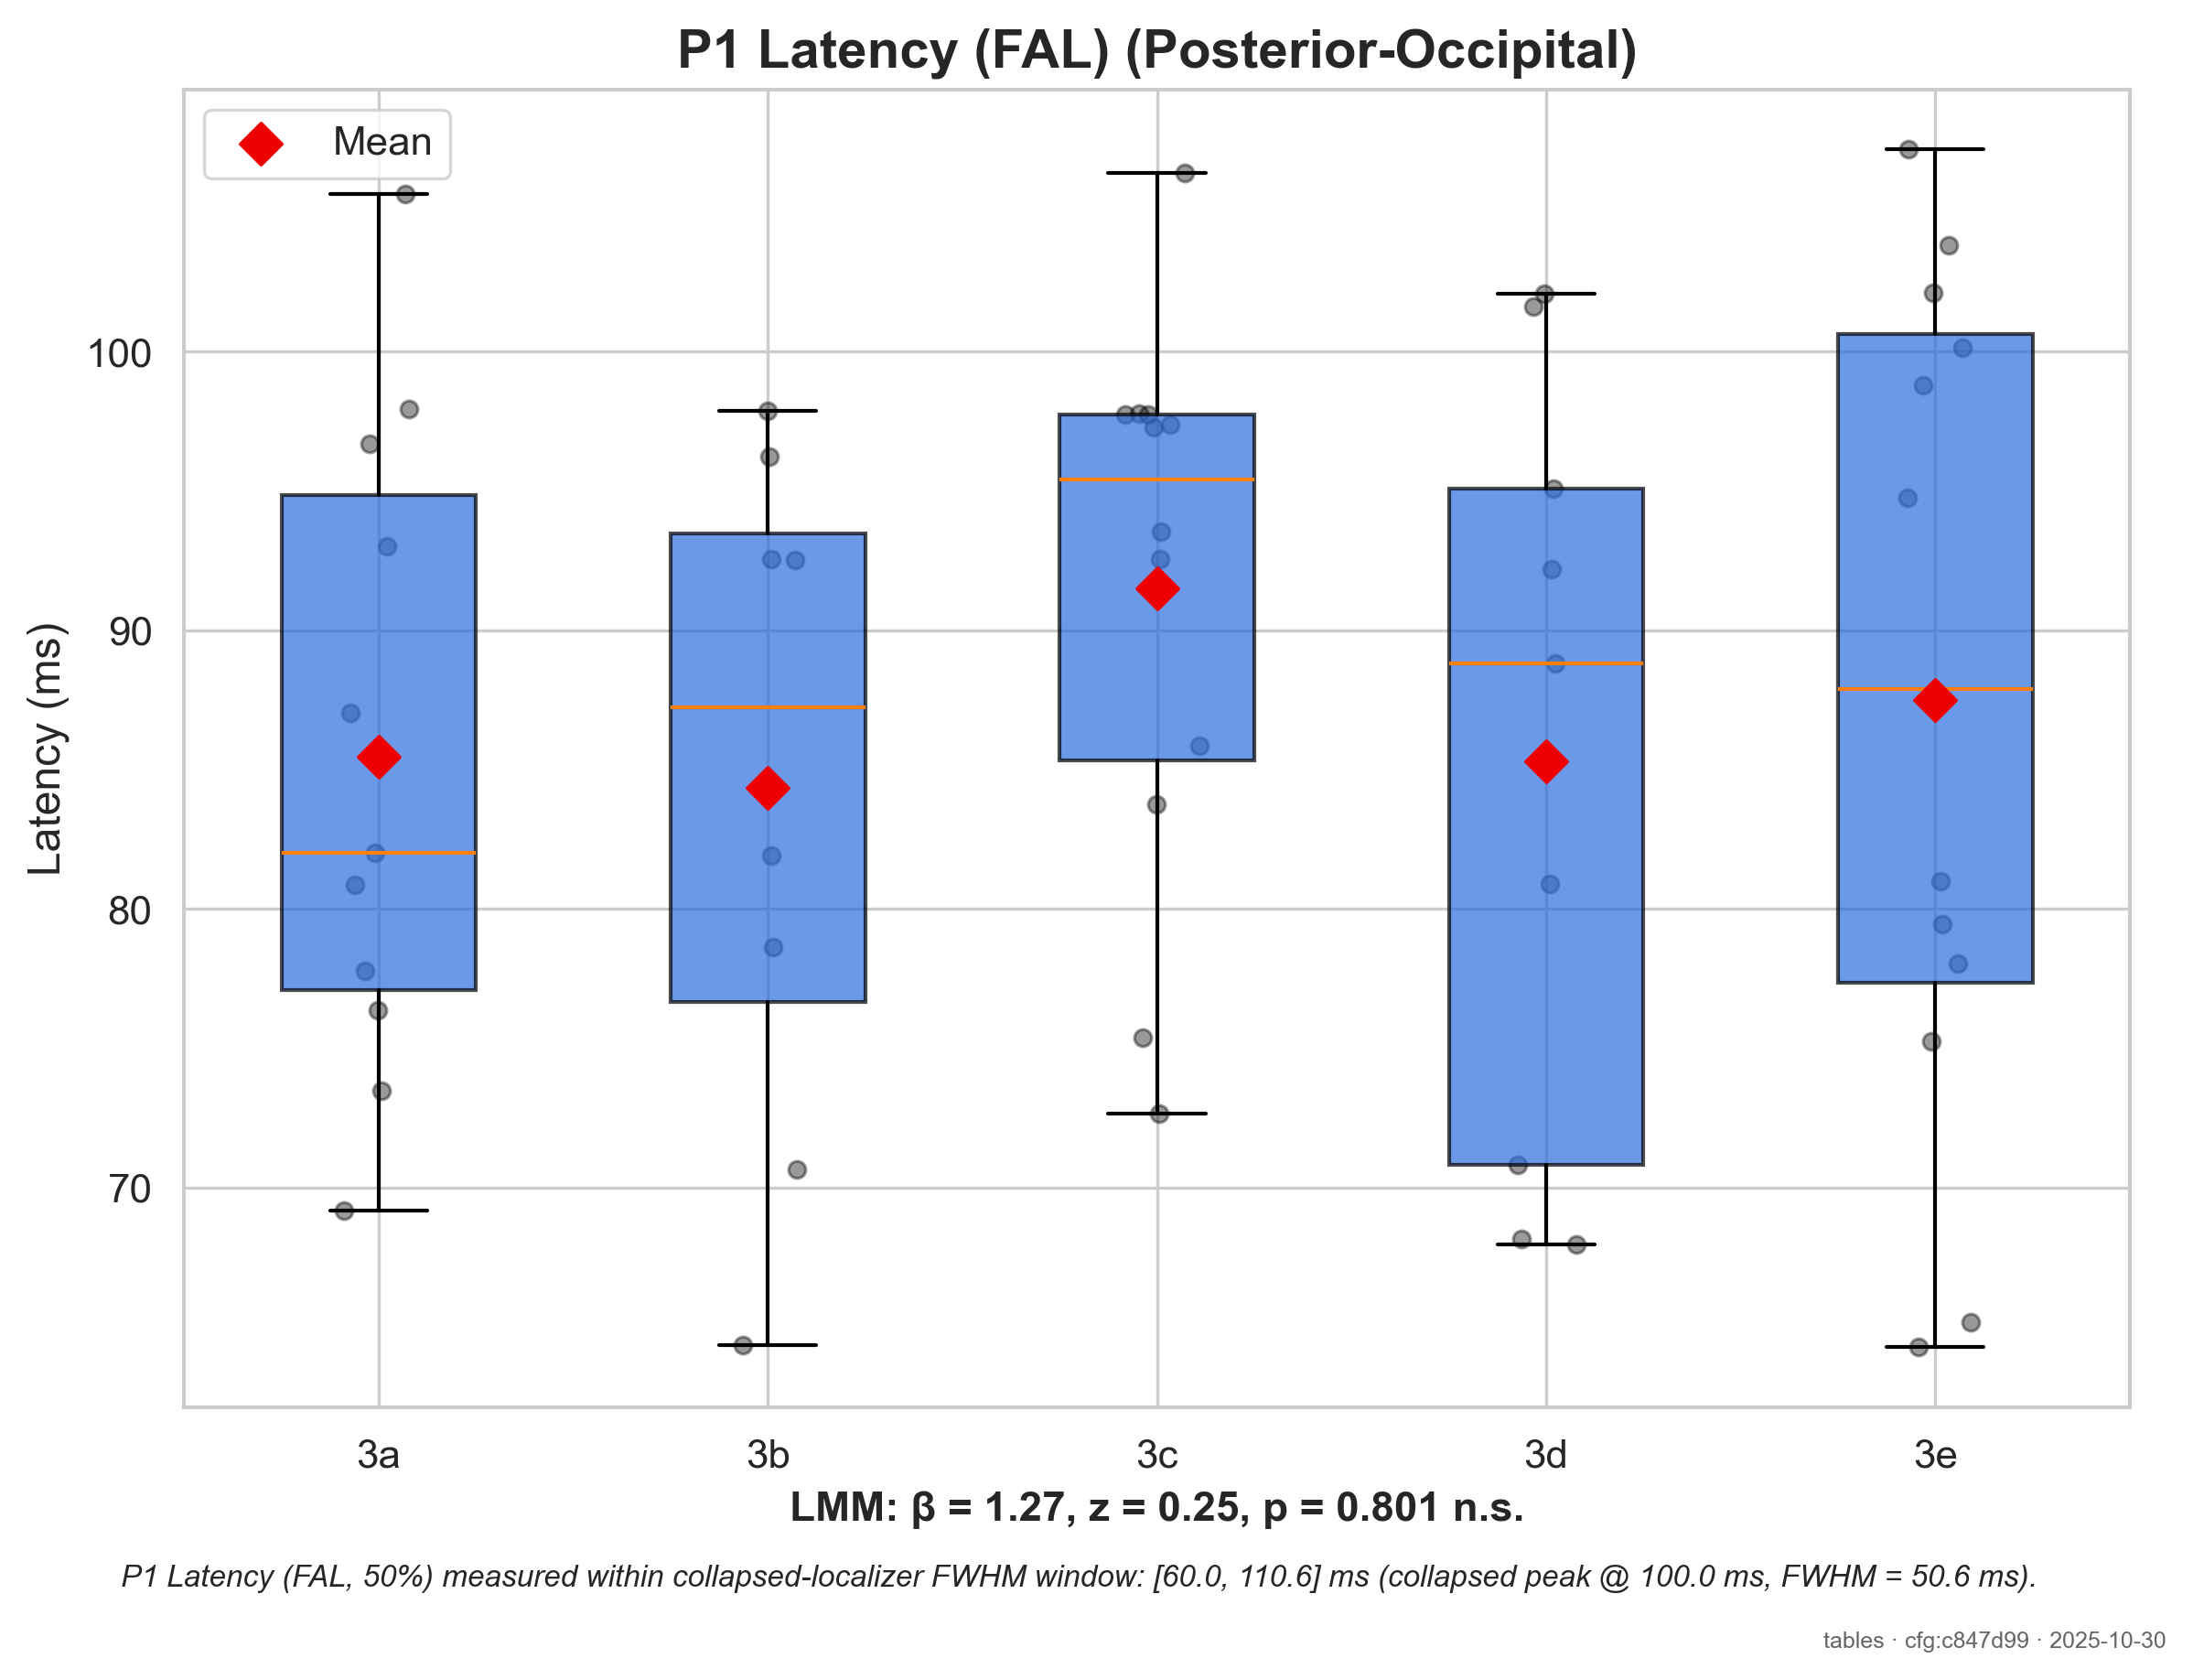 P1 Latency (FAL) (Posterior-Occipital)
Mean
Latency (ms)
100
90
80
70
3a 3b 3c 3d 3e
LMM: β = 1.27, z = 0.25, p = 0.801 n.s.
P1 Latency (FAL, 50%) measured within collapsed-localizer FWHM window: [60.0, 110.6] ms (collapsed peak @ 100.0 ms, FWHM = 50.6 ms).
tables · cfg:c847d99 · 2025-10-30